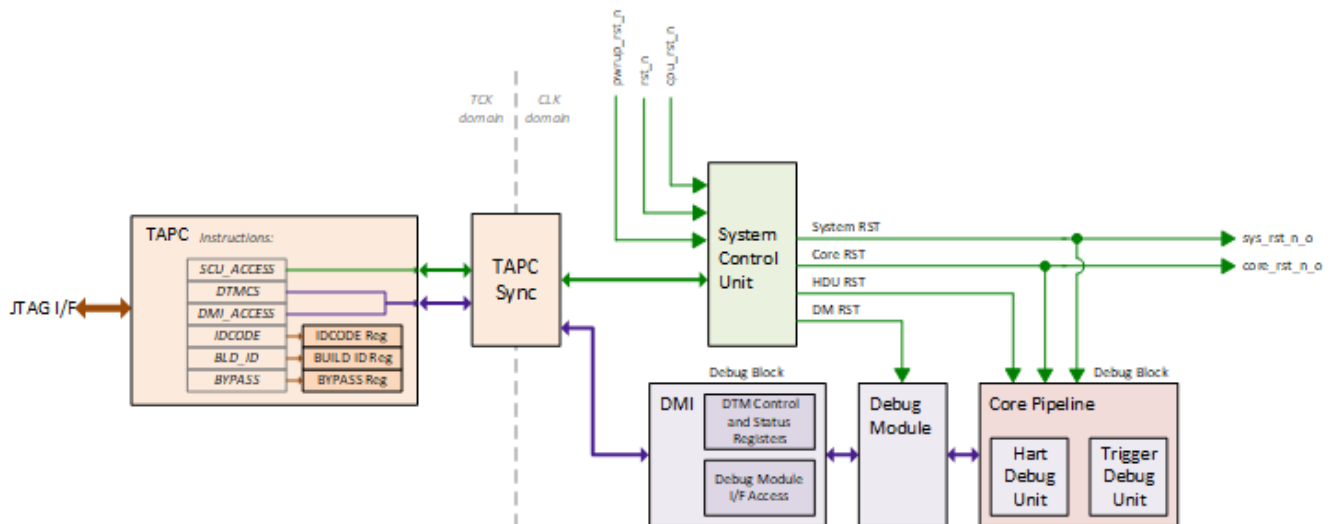 pwrup_rst_n
rst_n
cpu_rst_n
TCK
domain
CLK
domain
TAPC
Instructions:
SCU_ACCESS
DTMCS
DMI_ACCESS
IDCODE
IDCODE Reg
BLD_ID
BUILD ID Reg
BYPASS
BYPASS Reg
JTAG I/F
TAPC
Sync
System
Control
Unit
System RST
Core RST
HDU RST
DM RST
sys_rst_n_o
core_rst_n_o
Debug Block
DMI
DTM Control
and Status
Registers
Debug Module
I/F Access
Debug
Module
Debug Block
Core Pipeline
Hart
Debug
Unit
Trigger
Debug
Unit